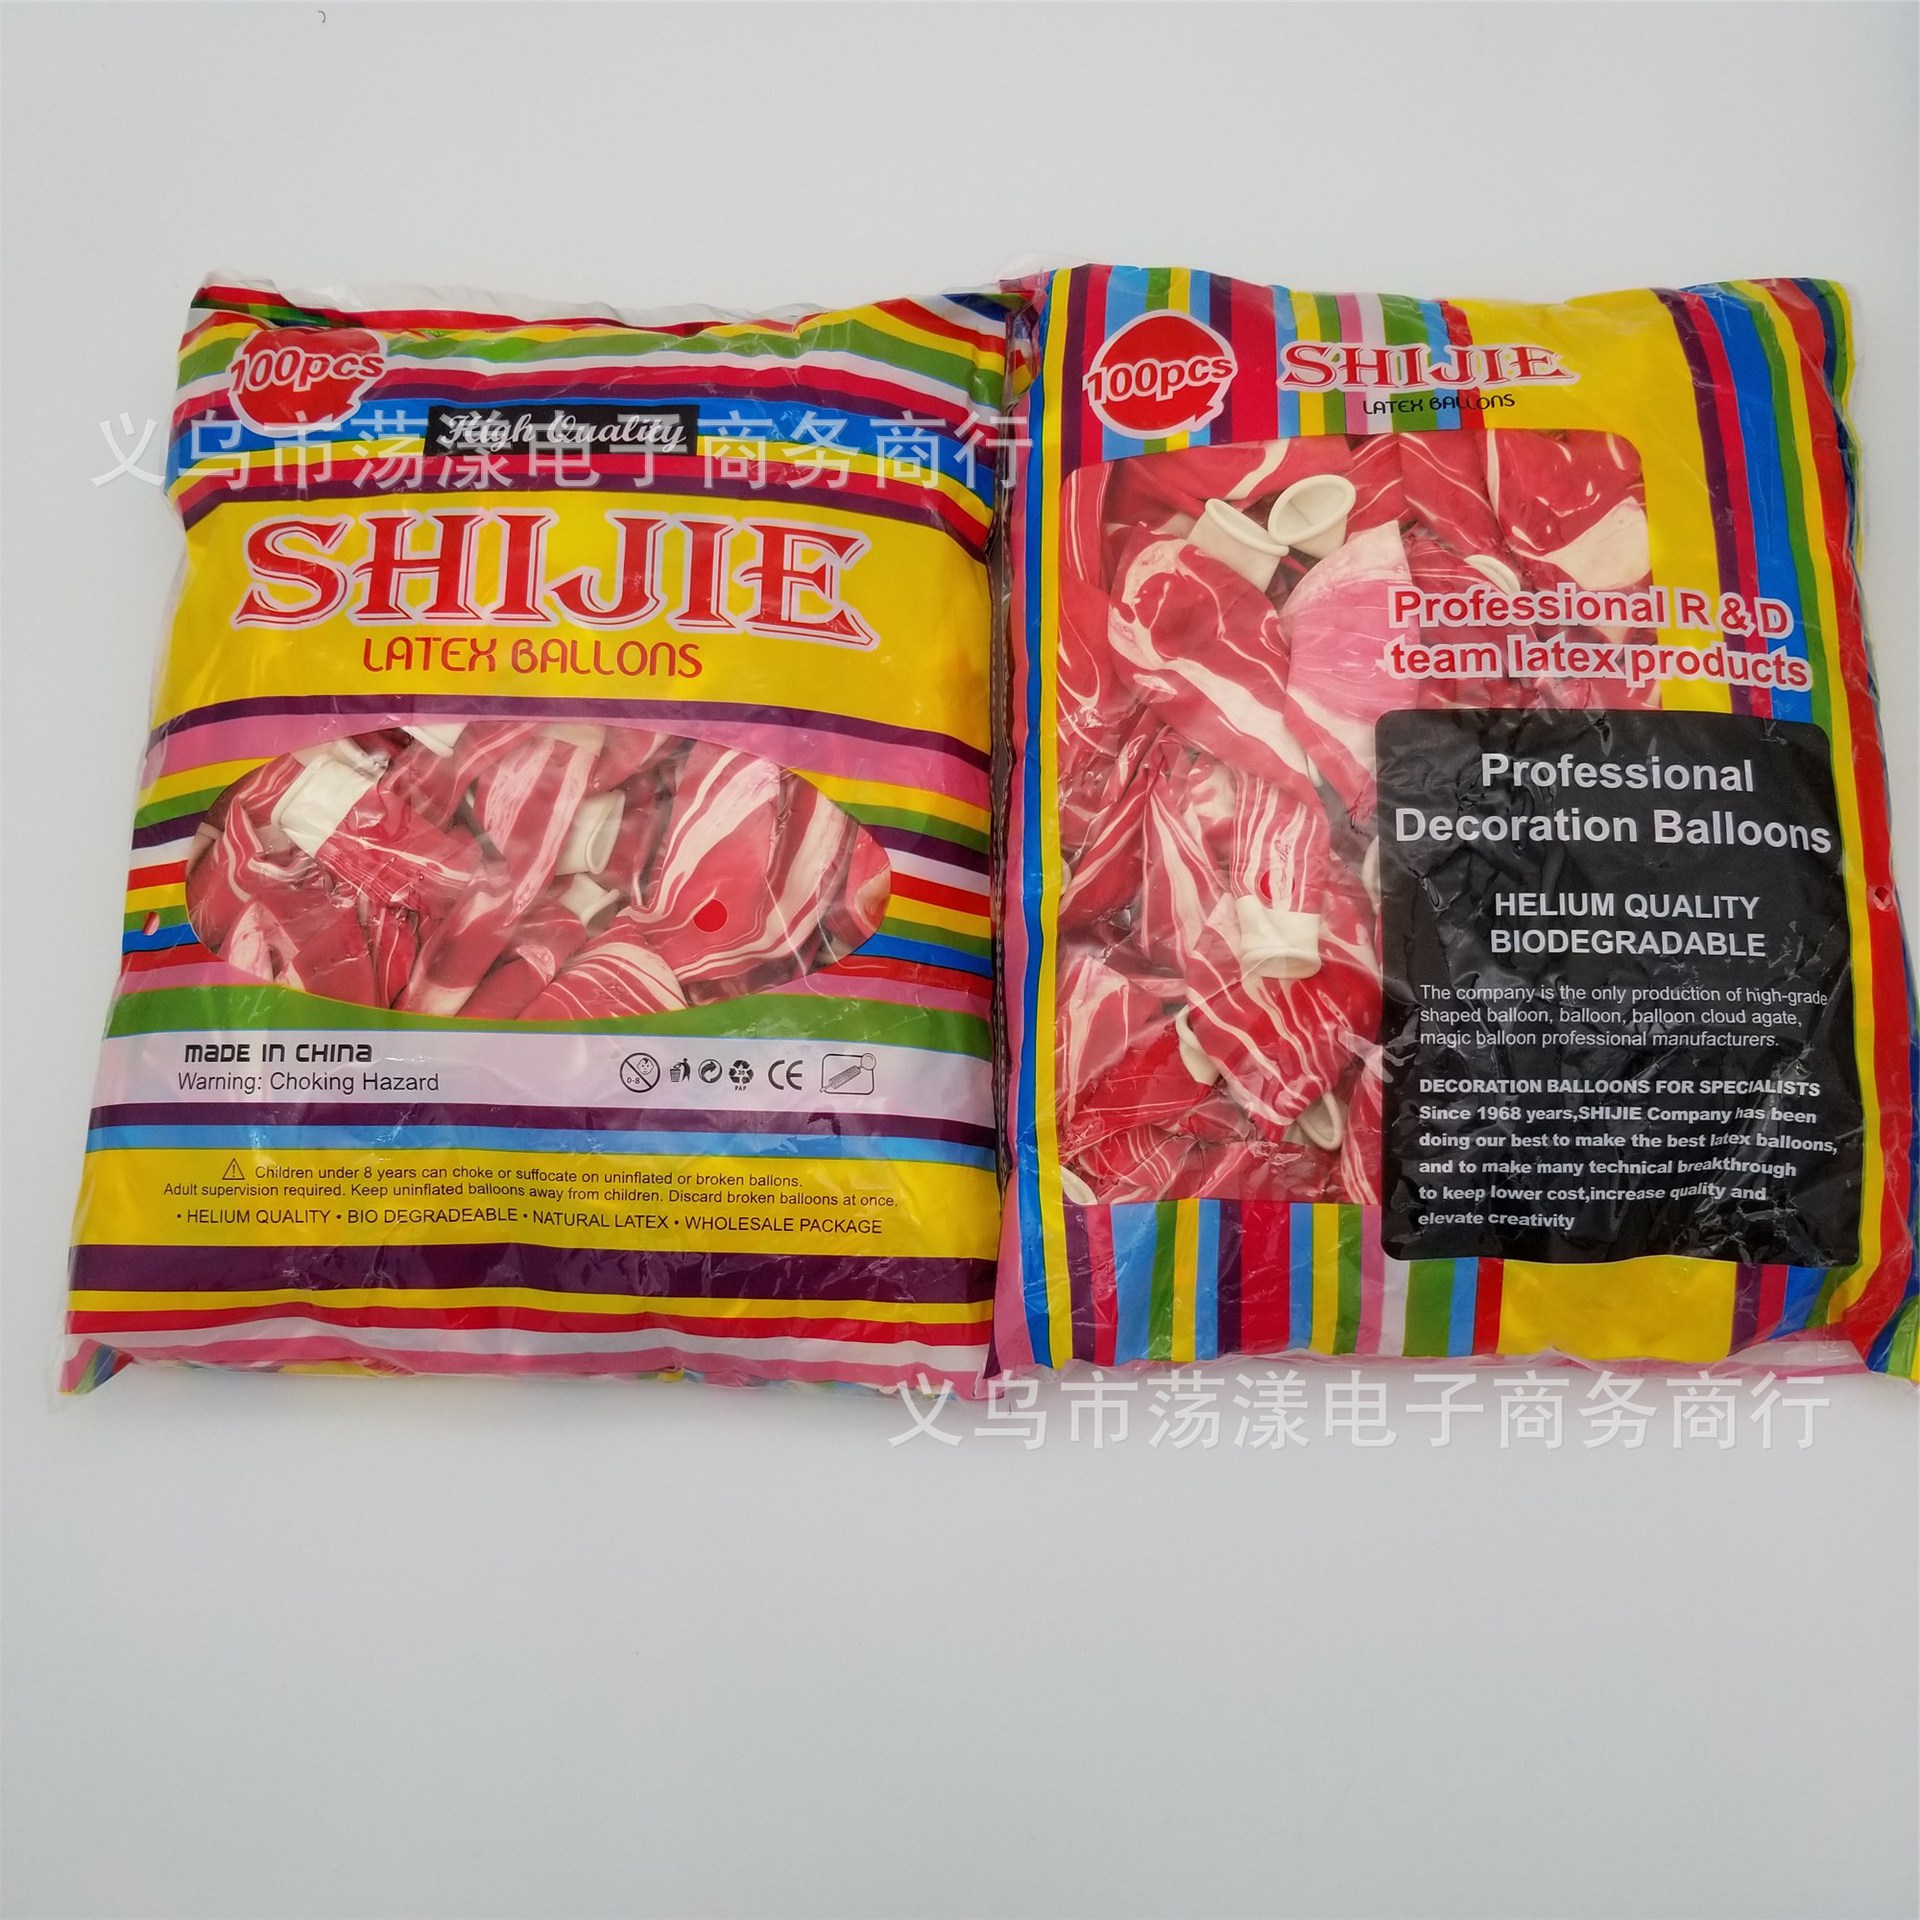 100pcs
High Quality
义乌市荡漾电子商务商行
SHIJIE
LATEX BALLONS
MADE IN CHINA
Warning: Choking Hazard
0-8
20
PAP
CE
Children under 8 years can choke or suffocate on uninflated or broken ballons.
Adult supervision required. Keep uninflated balloons away from children. Discard broken balloons at once.
• HELIUM QUALITY • BIO DEGRADEABLE • NATURAL LATEX • WHOLESALE PACKAGE
100pcs
SHIJIE
LATEX BALLONS
Professional R & D
team latex products
Professional
Decoration Balloons
HELIUM QUALITY
BIODEGRADABLE
The company is the only production of high-grade
shaped balloon, balloon, balloon cloud agate,
magic balloon professional manufacturers.
DECORATION BALLOONS FOR SPECIALISTS
Since 1968 years,SHIJIE Company has been
doing our best to make the best latex balloons,
and to make many technical breakthrough
to keep lower cost,increase quality and
elevate creativity
义乌市荡漾电子商务商行